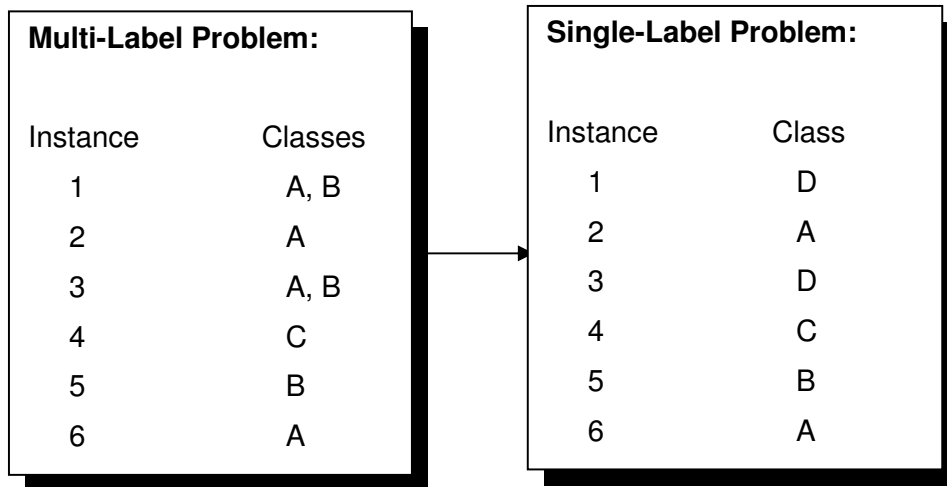 Multi-Label Problem:
Instance Classes
1 A, B
2 A
3 A, B
4 C
5 B
6 A
Single-Label Problem:
Instance Class
1 D
2 A
3 D
4 C
5 B
6 A